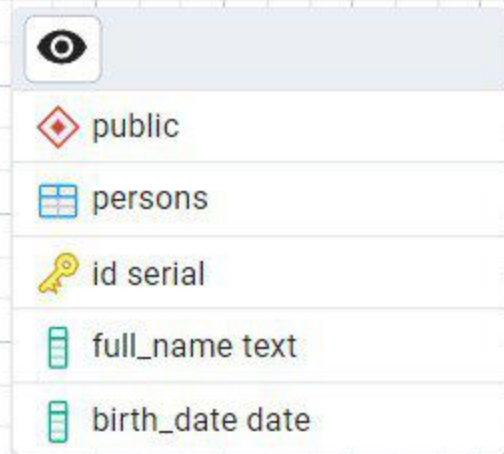 public
persons
id serial
full_name text
birth_date date